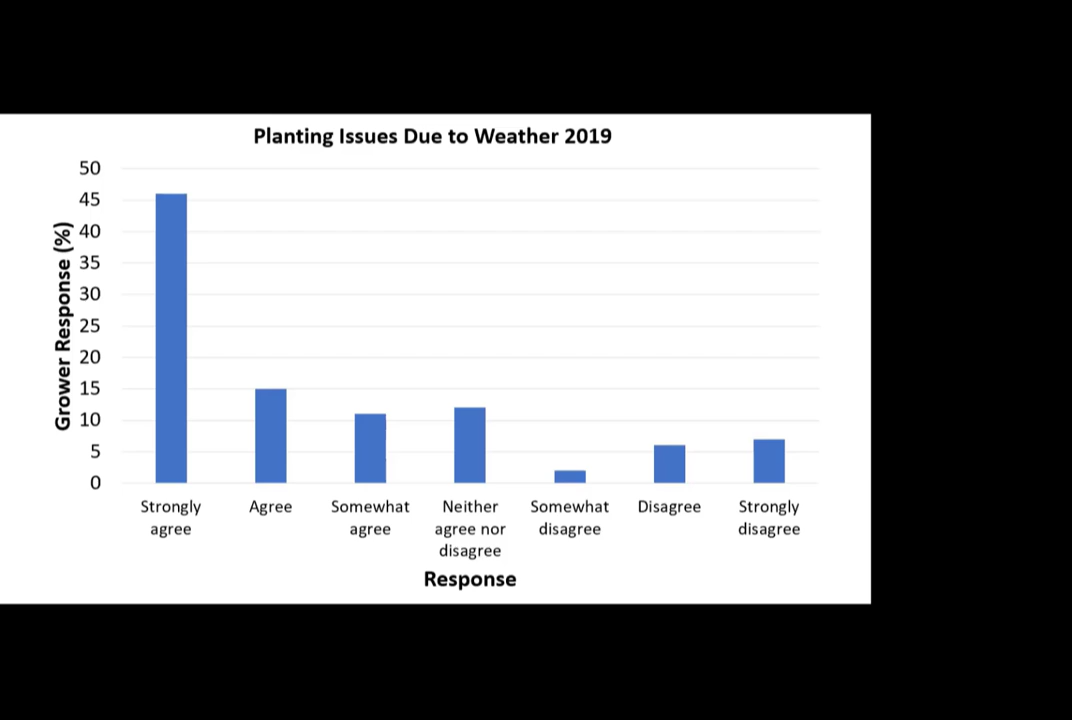 Planting Issues Due to Weather 2019
Grower Response (%)
50
45
40
35
30
25
20
15
10
5
0
Strongly agree
Agree
Somewhat agree
Neither agree nor disagree
Somewhat disagree
Disagree
Strongly disagree
Response